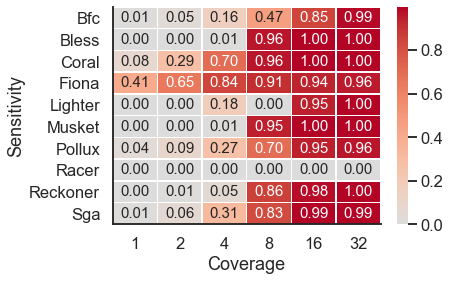 Bfc 0.01 0.05 0.16 0.47 0.85 0.99
Bless 0.00 0.00 0.01 0.96 1.00 1.00
Coral 0.08 0.29 0.70 0.96 1.00 1.00
Fiona 0.41 0.65 0.84 0.91 0.94 0.96
Lighter 0.00 0.00 0.18 0.00 0.95 1.00
Musket 0.00 0.00 0.01 0.95 1.00 1.00
Pollux 0.04 0.09 0.27 0.70 0.95 0.96
Racer 0.00 0.00 0.00 0.00 0.00 0.00
Reckoner 0.00 0.01 0.05 0.86 0.98 1.00
Sga 0.01 0.06 0.31 0.83 0.99 0.99
1 2 4 8 16 32
Coverage
Sensitivity
0.8
0.6
0.4
0.2
0.0